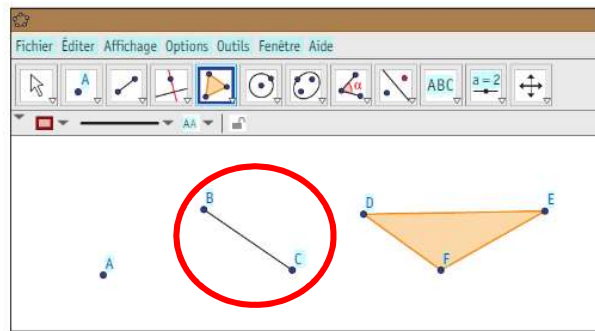 Fichier Éditer Affichage Options Outils Fenêtre Aide
A α ABC a = 2
AA
B D E
A C F